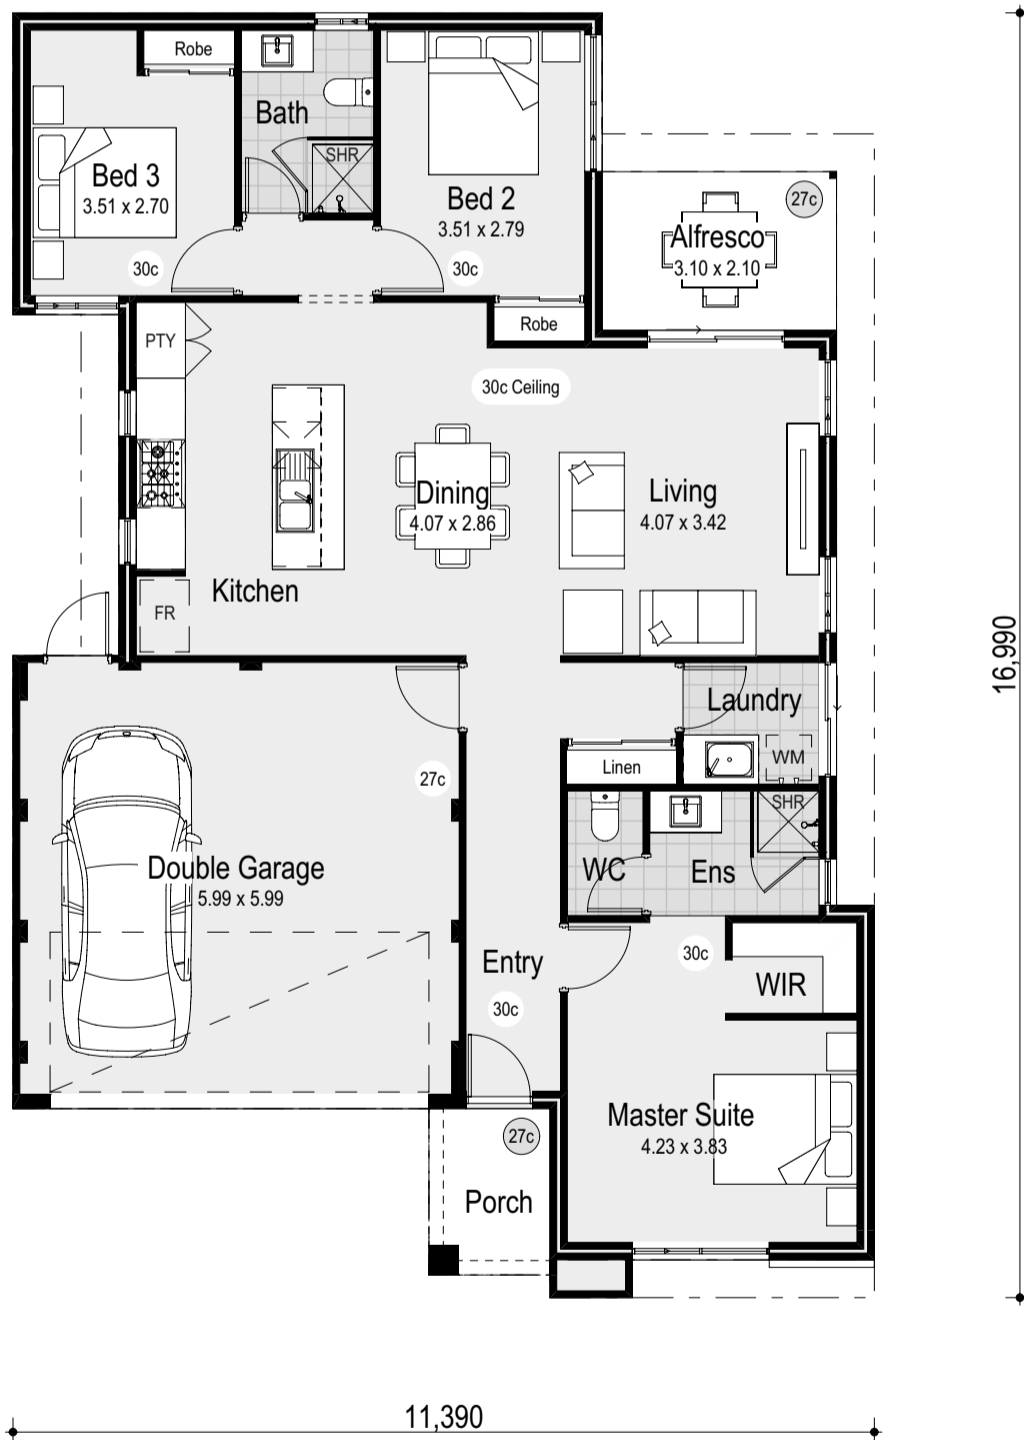 Robe
Bath
SHR
Bed 3
3.51 x 2.70
30c
Bed 2
3.51 x 2.79
30c
27c
Alfresco
3.10 x 2.10
Robe
PTY
30c Ceiling
Dining
4.07 x 2.86
Living
4.07 x 3.42
Kitchen
FR
16,990
Laundry
WM
Linen
27c
SHR
Double Garage
5.99 x 5.99
WC
Ens
Entry
30c
30c
WIR
Master Suite
4.23 x 3.83
27c
Porch
11,390